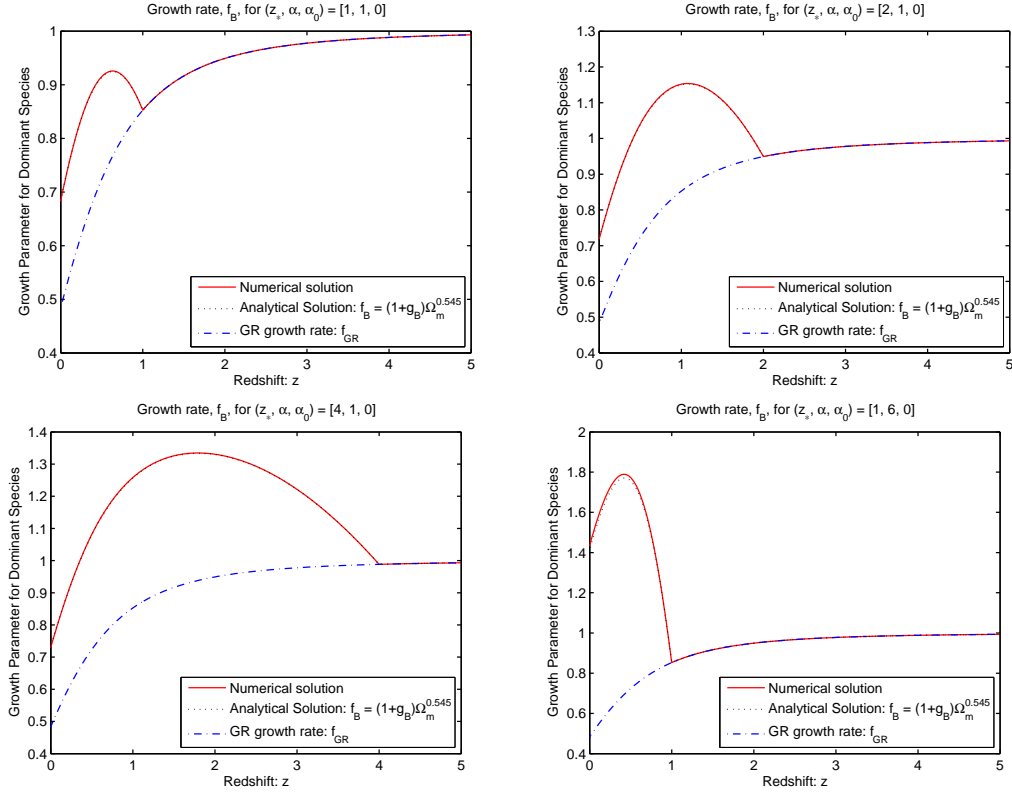 Growth rate, f_B, for (z_*, α, α_0) = [1, 1, 0]
Growth Parameter for Dominant Species
1
0.9
0.8
0.7
0.6
0.5
0.4
Numerical solution
Analytical Solution: f_B = (1+g_B)Ω_m^0.545
GR growth rate: f_GR
0 1 2 3 4 5
Redshift: z
Growth rate, f_B, for (z_*, α, α_0) = [2, 1, 0]
Growth Parameter for Dominant Species
1.3
1.2
1.1
1
0.9
0.8
0.7
0.6
0.5
0.4
Numerical solution
Analytical Solution: f_B = (1+g_B)Ω_m^0.545
GR growth rate: f_GR
0 1 2 3 4 5
Redshift: z
Growth rate, f_B, for (z_*, α, α_0) = [4, 1, 0]
Growth Parameter for Dominant Species
1.4
1.3
1.2
1.1
1
0.9
0.8
0.7
0.6
0.5
0.4
Numerical solution
Analytical Solution: f_B = (1+g_B)Ω_m^0.545
GR growth rate: f_GR
0 1 2 3 4 5
Redshift: z
Growth rate, f_B, for (z_*, α, α_0) = [1, 6, 0]
Growth Parameter for Dominant Species
2
1.8
1.6
1.4
1.2
1
0.8
0.6
0.4
Numerical solution
Analytical Solution: f_B = (1+g_B)Ω_m^0.545
GR growth rate: f_GR
0 1 2 3 4 5
Redshift: z